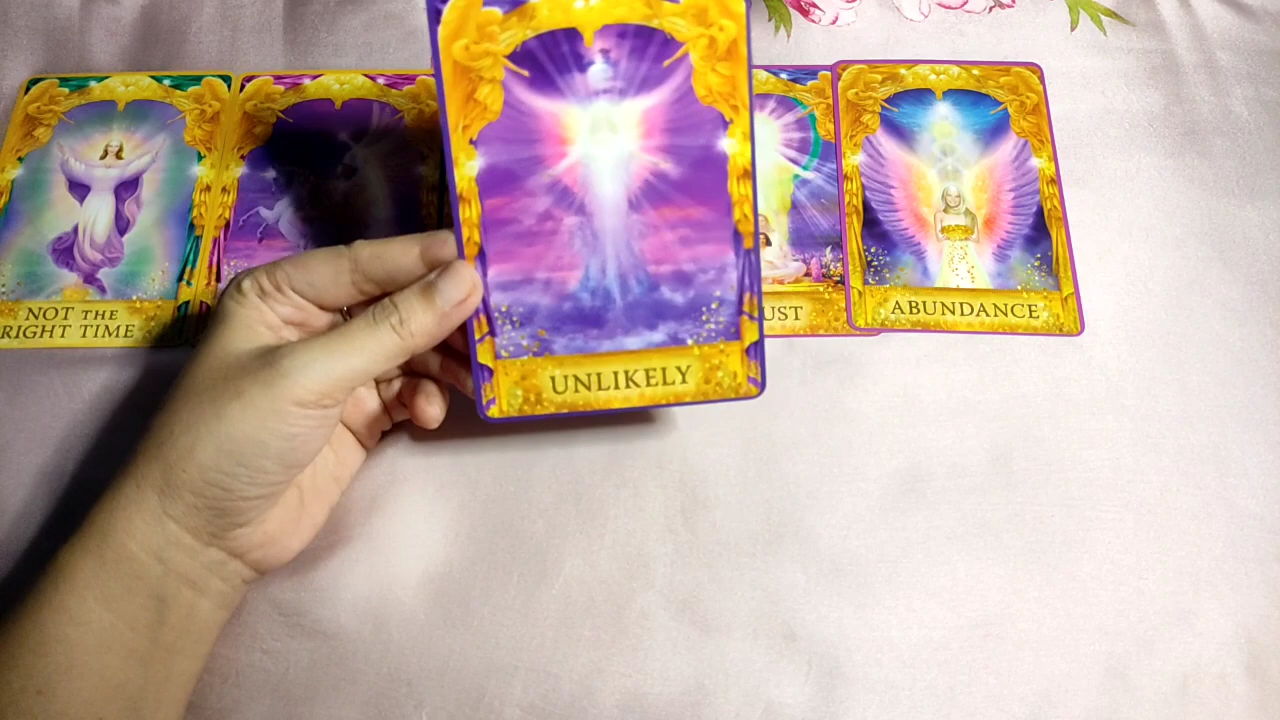 NOT THE
RIGHT TIME
UNLIKELY
UST
ABUNDANCE